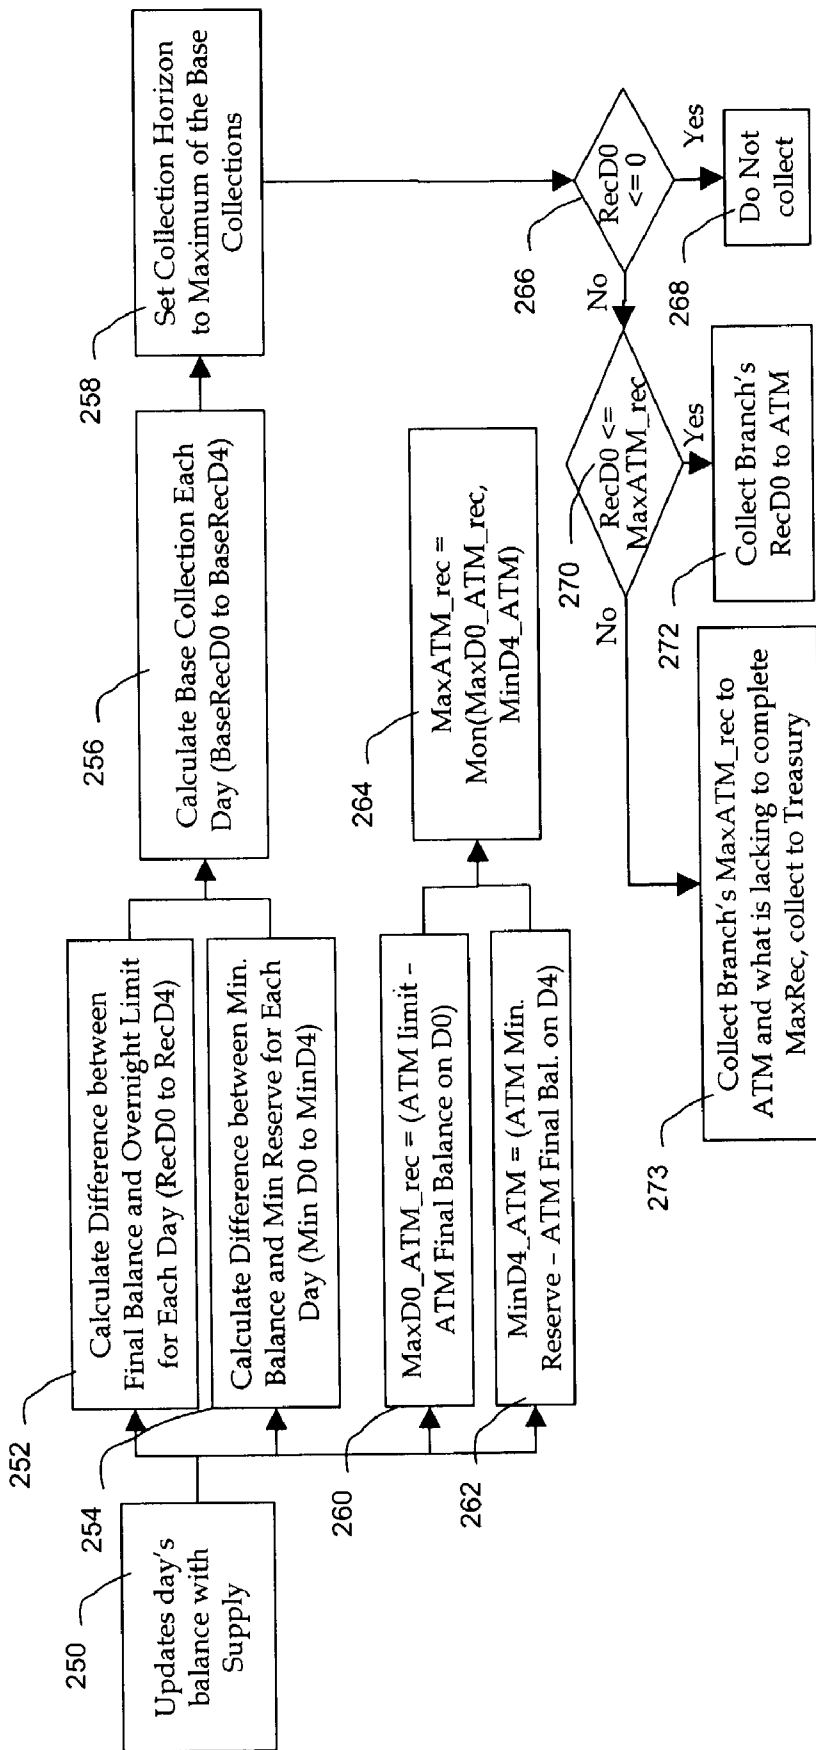 250
Updates day's
balance with
Supply
252
Calculate Difference between
Final Balance and Overnight Limit
for Each Day (RecD0 to RecD4)
254
Calculate Difference between Min.
Balance and Min Reserve for Each
Day (Min D0 to MinD4)
256
Calculate Base Collection Each
Day (BaseRecD0 to BaseRecD4)
258
Set Collection Horizon
to Maximum of the Base
Collections
260
MaxD0_ATM_rec = (ATM limit –
ATM Final Balance on D0)
262
MinD4_ATM = (ATM Min.
Reserve – ATM Final Bal. on D4)
264
MaxATM_rec =
Mon(MaxD0_ATM_rec,
MinD4_ATM)
266
RecD0
<= 0
Yes
No
268
Do Not
collect
270
RecD0 <=
MaxATM_rec
Yes
No
272
Collect Branch's
RecD0 to ATM
273
Collect Branch's MaxATM_rec to
ATM and what is lacking to complete
MaxRec, collect to Treasury